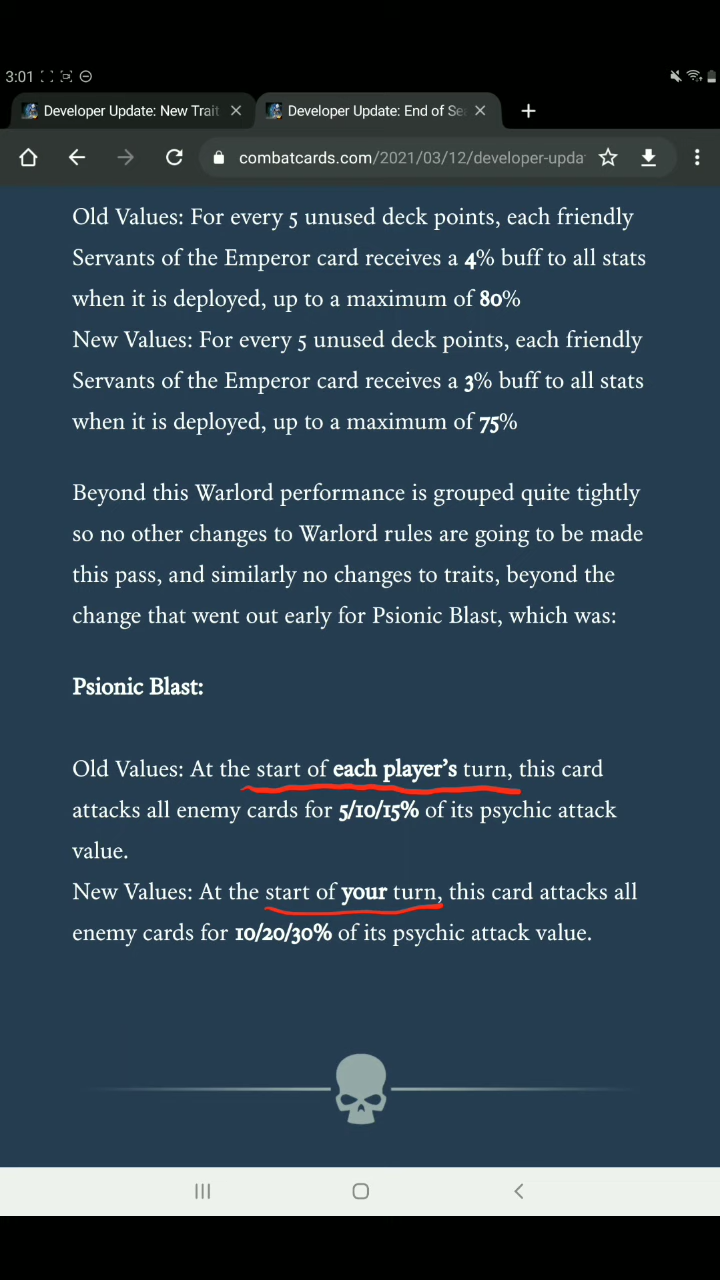 3:01
Developer Update: New Trait
Developer Update: End of Se
combatcards.com/2021/03/12/developer-upda
Old Values: For every 5 unused deck points, each friendly
Servants of the Emperor card receives a 4% buff to all stats
when it is deployed, up to a maximum of 80%
New Values: For every 5 unused deck points, each friendly
Servants of the Emperor card receives a 3% buff to all stats
when it is deployed, up to a maximum of 75%
Beyond this Warlord performance is grouped quite tightly
so no other changes to Warlord rules are going to be made
this pass, and similarly no changes to traits, beyond the
change that went out early for Psionic Blast, which was:
Psionic Blast:
Old Values: At the start of each player's turn, this card
attacks all enemy cards for 5/10/15% of its psychic attack
value.
New Values: At the start of your turn, this card attacks all
enemy cards for 10/20/30% of its psychic attack value.